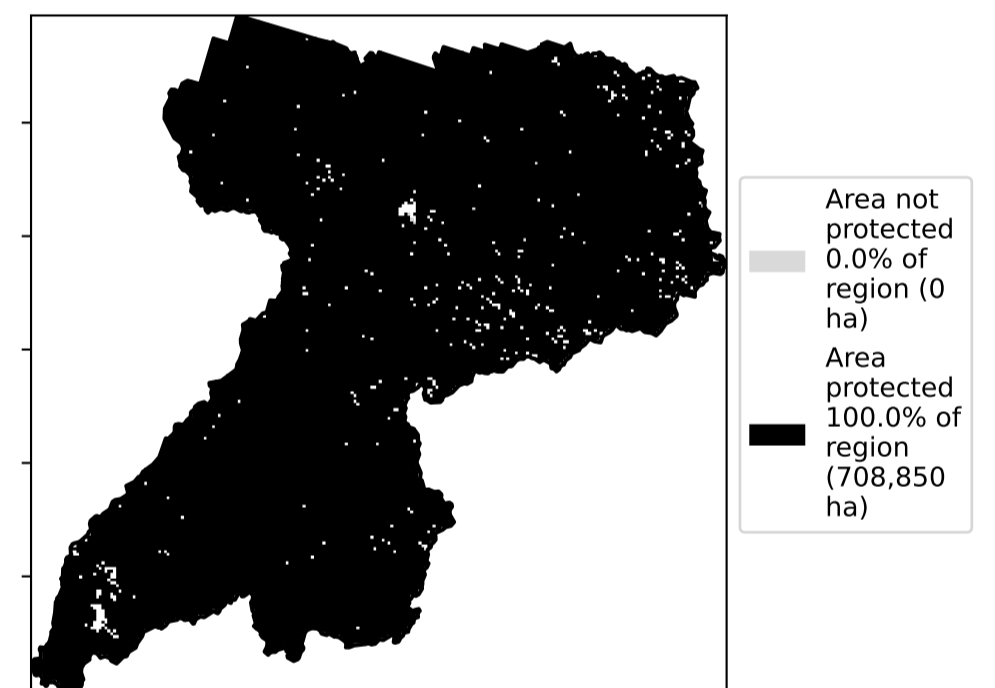 Area not
protected
0.0% of
region (0
ha)
Area
protected
100.0% of
region
(708,850
ha)